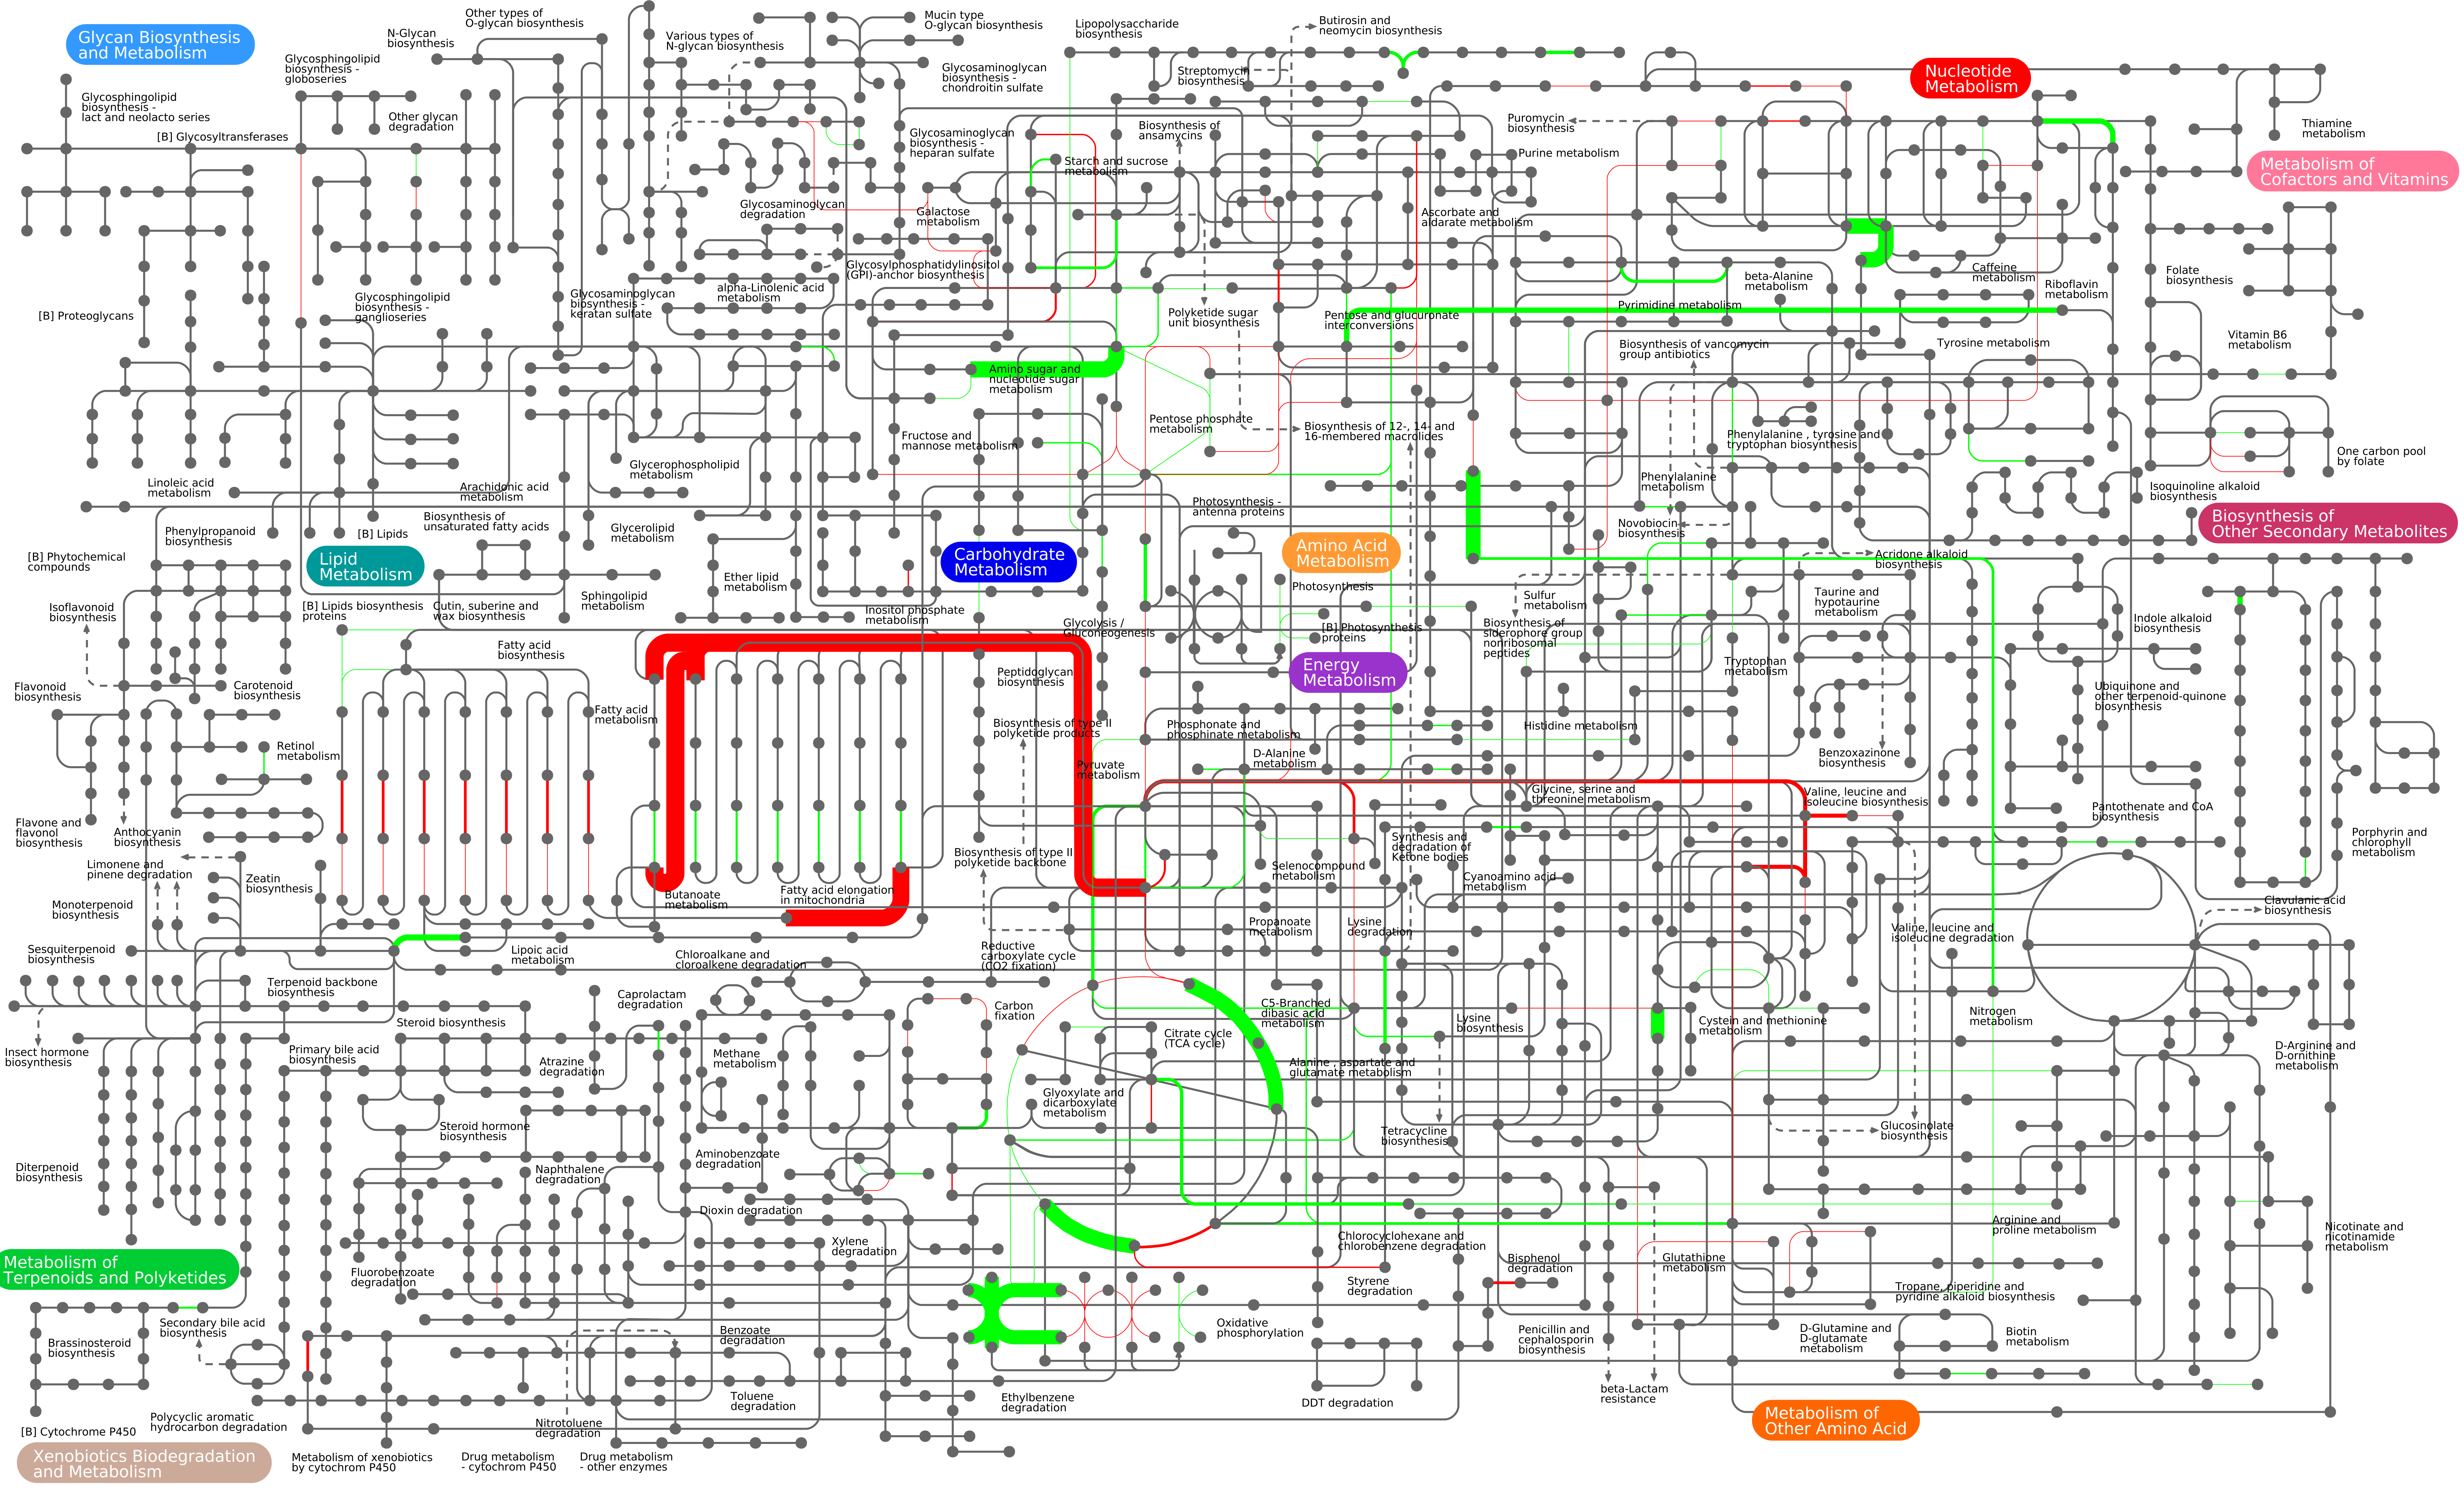 Glycan Biosynthesis
and Metabolism
Other types of
O-glycan biosynthesis
N-Glycan
biosynthesis
Various types of
N-glycan biosynthesis
Mucin type
O-glycan biosynthesis
Lipopolysaccharide
biosynthesis
Butirosin and
neomycin biosynthesis
Glycosphingolipid
biosynthesis -
globoseries
Glycosaminoglycan
biosynthesis -
chondroitin sulfate
Streptomycin
biosynthesis
Nucleotide
Metabolism
Glycosphingolipid
biosynthesis -
lact and neolacto series
Other glycan
degradation
[B] Glycosyltransferases
Glycosaminoglycan
biosynthesis -
heparan sulfate
Biosynthesis of
ansamycins
Puromycin
biosynthesis
Thiamine
metabolism
Starch and sucrose
metabolism
Purine metabolism
Metabolism of
Cofactors and Vitamins
Glycosaminoglycan
degradation
Galactose
metabolism
Ascorbate and
aldarate metabolism
Glycosylphosphatidylinositol
(GPI)-anchor biosynthesis
alpha-Linolenic acid
metabolism
beta-Alanine
metabolism
Caffeine
metabolism
Riboflavin
metabolism
Folate
biosynthesis
Glycosphingolipid
biosynthesis -
ganglioseries
Glycosaminoglycan
biosynthesis -
keratan sulfate
[B] Proteoglycans
Polyketide sugar
unit biosynthesis
Pentose and glucuronate
interconversions
Pyrimidine metabolism
Biosynthesis of vancomycin
group antibiotics
Tyrosine metabolism
Vitamin B6
metabolism
Amino sugar and
nucleotide sugar
metabolism
Pentose phosphate
metabolism
Biosynthesis of 12-, 14- and
16-membered macrolides
Fructose and
mannose metabolism
Phenylalanine , tyrosine and
tryptophan biosynthesis
One carbon pool
by folate
Glycerophospholipid
metabolism
Linoleic acid
metabolism
Arachidonic acid
metabolism
Phenylalanine
metabolism
Isoquinoline alkaloid
biosynthesis
Photosynthesis -
antenna proteins
Phenylpropanoid
biosynthesis
[B] Lipids
Biosynthesis of
unsaturated fatty acids
Glycerolipid
metabolism
Novobiocin
biosynthesis
Biosynthesis of
Other Secondary Metabolites
[B] Phytochemical
compounds
Lipid
Metabolism
Carbohydrate
Metabolism
Amino Acid
Metabolism
Acridone alkaloid
biosynthesis
Ether lipid
metabolism
Photosynthesis
Isoflavonoid
biosynthesis
[B] Lipids biosynthesis
proteins
Cutin, suberine and
wax biosynthesis
Sphingolipid
metabolism
Inositol phosphate
metabolism
Glycolysis /
Gluconeogenesis
[B] Photosynthesis
proteins
Sulfur
metabolism
Biosynthesis of
siderophore group
nonribosomal
peptides
Taurine and
hypotaurine
metabolism
Indole alkaloid
biosynthesis
Fatty acid
biosynthesis
Peptidoglycan
biosynthesis
Energy
Metabolism
Tryptophan
metabolism
Flavonoid
biosynthesis
Carotenoid
biosynthesis
Fatty acid
metabolism
Ubiquinone and
other terpenoid-quinone
biosynthesis
Biosynthesis of type II
polyketide products
Phosphonate and
phosphinate metabolism
Histidine metabolism
Retinol
metabolism
Pyruvate
metabolism
D-Alanine
metabolism
Benzoxazinone
biosynthesis
Glycine, serine and
threonine metabolism
Valine, leucine and
isoleucine biosynthesis
Pantothenate and CoA
biosynthesis
Flavone and
flavonol
biosynthesis
Anthocyanin
biosynthesis
Synthesis and
degradation of
Ketone bodies
Porphyrin and
chlorophyll
metabolism
Limonene and
pinene degradation
Zeatin
biosynthesis
Biosynthesis of type II
polyketide backbone
Selenocompound
metabolism
Cyanoamino acid
metabolism
Butanoate
metabolism
Fatty acid elongation
in mitochondria
Monoterpenoid
biosynthesis
Clavulanic acid
biosynthesis
Propanoate
metabolism
Lysine
degradation
Valine, leucine and
isoleucine degradation
Sesquiterpenoid
biosynthesis
Lipoic acid
metabolism
Chloroalkane and
cloroalkene degradation
Reductive
carboxylate cycle
(CO2 fixation)
Terpenoid backbone
biosynthesis
Caprolactam
degradation
Carbon
fixation
C5-Branched
dibasic acid
metabolism
Lysine
biosynthesis
Cystein and methionine
metabolism
Nitrogen
metabolism
Steroid biosynthesis
Citrate cycle
(TCA cycle)
Insect hormone
biosynthesis
Primary bile acid
biosynthesis
Atrazine
degradation
Methane
metabolism
Alanine , aspartate and
glutamate metabolism
D-Arginine and
D-ornithine
metabolism
Glyoxylate and
dicarboxylate
metabolism
Steroid hormone
biosynthesis
Tetracycline
biosynthesis
Glucosinolate
biosynthesis
Diterpenoid
biosynthesis
Naphthalene
degradation
Aminobenzoate
degradation
Dioxin degradation
Arginine and
proline metabolism
Nicotinate and
nicotinamide
metabolism
Metabolism of
Terpenoids and Polyketides
Fluorobenzoate
degradation
Xylene
degradation
Chlorocyclohexane and
chlorobenzene degradation
Bisphenol
degradation
Glutathione
metabolism
Styrene
degradation
Tropane, piperidine and
pyridine alkaloid biosynthesis
Secondary bile acid
biosynthesis
Brassinosteroid
biosynthesis
Benzoate
degradation
Oxidative
phosphorylation
Penicillin and
cephalosporin
biosynthesis
D-Glutamine and
D-glutamate
metabolism
Biotin
metabolism
beta-Lactam
resistance
Toluene
degradation
Ethylbenzene
degradation
DDT degradation
Metabolism of
Other Amino Acid
[B] Cytochrome P450
Polycyclic aromatic
hydrocarbon degradation
Nitrotoluene
degradation
Xenobiotics Biodegradation
and Metabolism
Metabolism of xenobiotics
by cytochrom P450
Drug metabolism
- cytochrom P450
Drug metabolism
- other enzymes